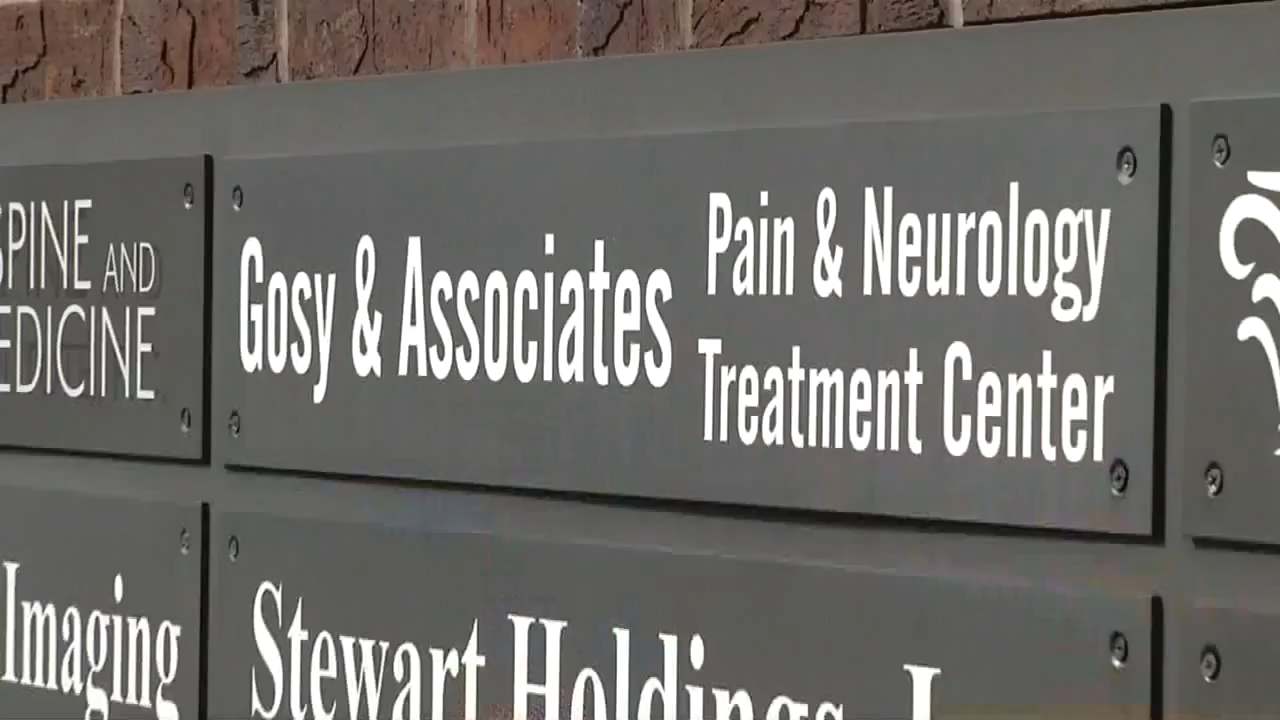 SPINE AND
EDICINE
Gosy & Associates
Pain & Neurology
Treatment Center
Imaging
Stewart Holdings